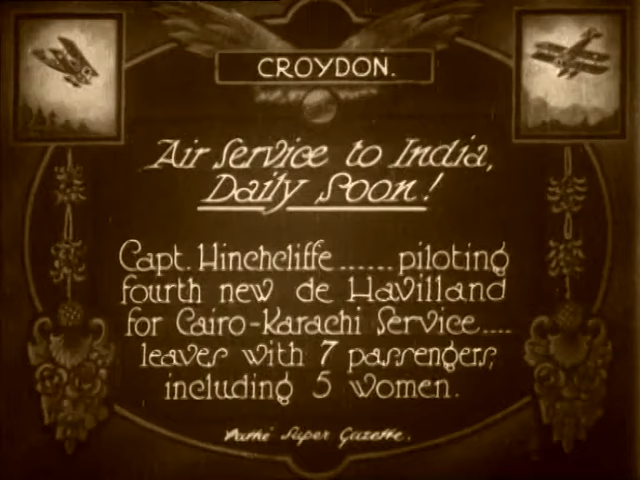 CROYDON.
Air Service to India,
Daily Soon!
Capt. Hinchcliffe ...... piloting
fourth new de Havilland
for Cairo-Karachi Service....
leaves with 7 passengers,
including 5 women.
Pathé Super Gazette.